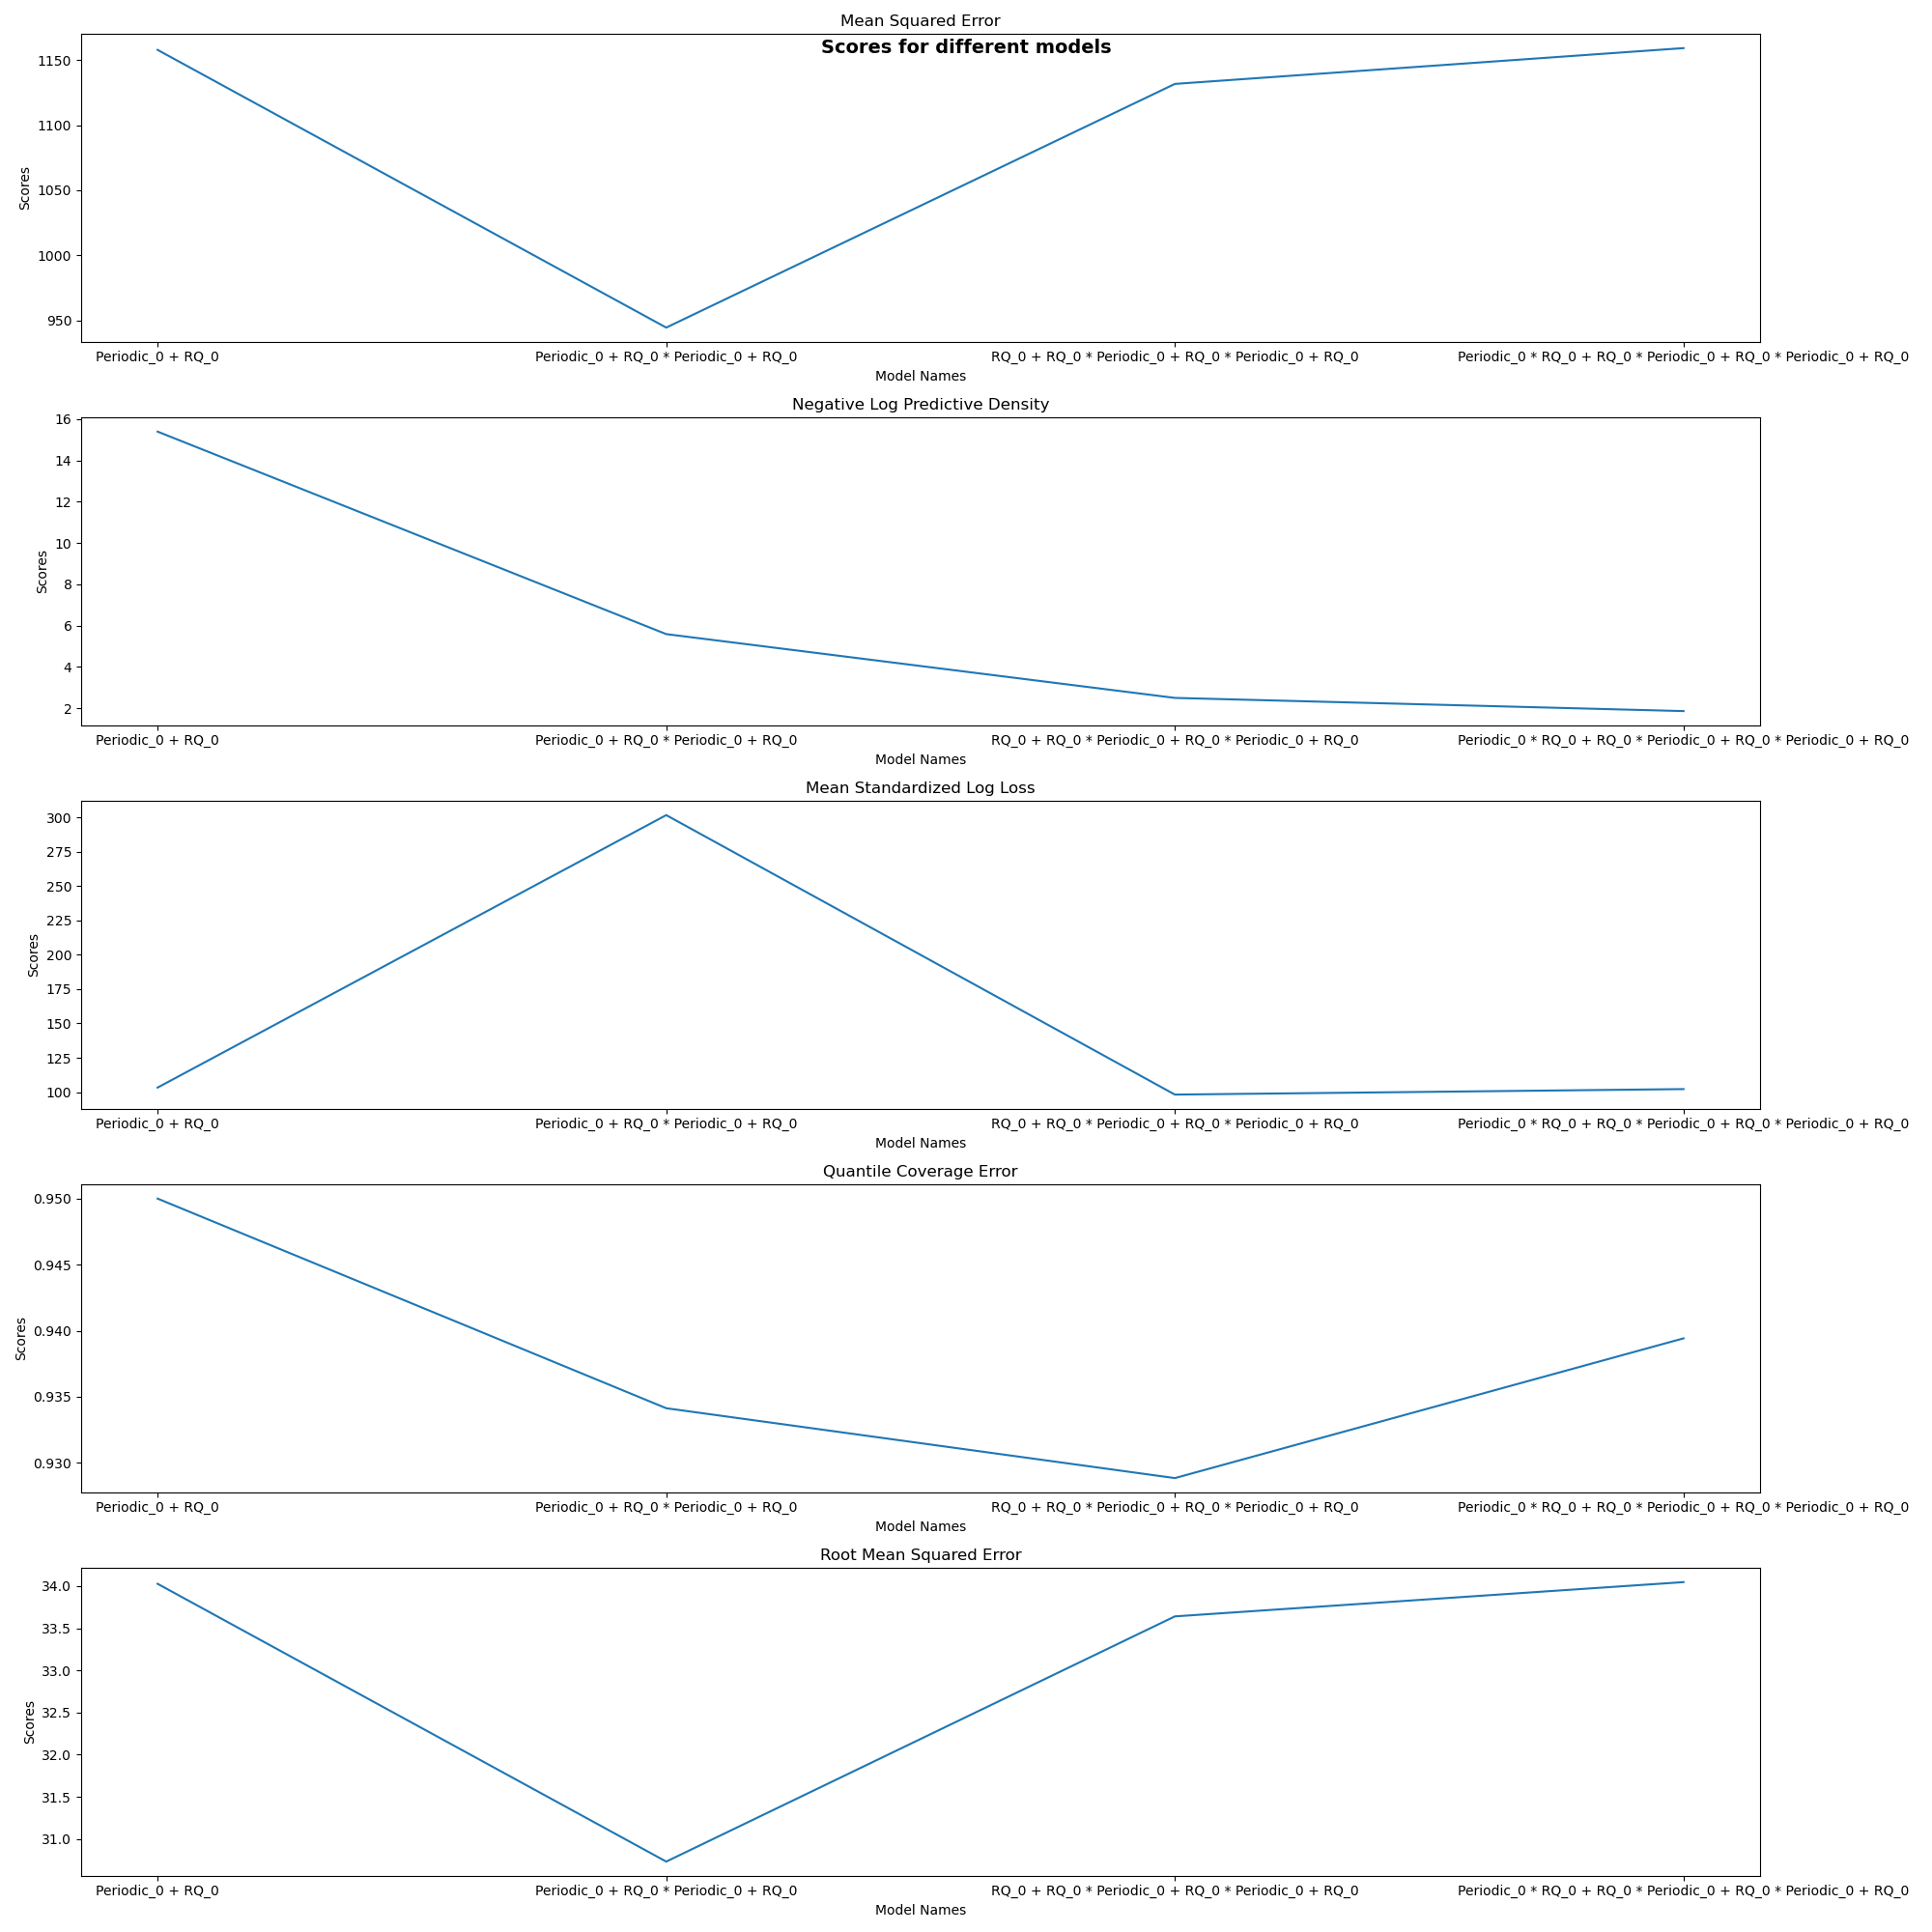 Mean Squared Error
Scores for different models
1150
1100
1050
1000
950
Scores
Periodic_0 + RQ_0
Periodic_0 + RQ_0 * Periodic_0 + RQ_0
RQ_0 + RQ_0 * Periodic_0 + RQ_0 * Periodic_0 + RQ_0
Periodic_0 * RQ_0 + RQ_0 * Periodic_0 + RQ_0 * Periodic_0 + RQ_0
Model Names
Negative Log Predictive Density
16
14
12
10
8
6
4
2
Scores
Periodic_0 + RQ_0
Periodic_0 + RQ_0 * Periodic_0 + RQ_0
RQ_0 + RQ_0 * Periodic_0 + RQ_0 * Periodic_0 + RQ_0
Periodic_0 * RQ_0 + RQ_0 * Periodic_0 + RQ_0 * Periodic_0 + RQ_0
Model Names
Mean Standardized Log Loss
300
275
250
225
200
175
150
125
100
Scores
Periodic_0 + RQ_0
Periodic_0 + RQ_0 * Periodic_0 + RQ_0
RQ_0 + RQ_0 * Periodic_0 + RQ_0 * Periodic_0 + RQ_0
Periodic_0 * RQ_0 + RQ_0 * Periodic_0 + RQ_0 * Periodic_0 + RQ_0
Model Names
Quantile Coverage Error
0.950
0.945
0.940
0.935
0.930
Scores
Periodic_0 + RQ_0
Periodic_0 + RQ_0 * Periodic_0 + RQ_0
RQ_0 + RQ_0 * Periodic_0 + RQ_0 * Periodic_0 + RQ_0
Periodic_0 * RQ_0 + RQ_0 * Periodic_0 + RQ_0 * Periodic_0 + RQ_0
Model Names
Root Mean Squared Error
34.0
33.5
33.0
32.5
32.0
31.5
31.0
Scores
Periodic_0 + RQ_0
Periodic_0 + RQ_0 * Periodic_0 + RQ_0
RQ_0 + RQ_0 * Periodic_0 + RQ_0 * Periodic_0 + RQ_0
Periodic_0 * RQ_0 + RQ_0 * Periodic_0 + RQ_0 * Periodic_0 + RQ_0
Model Names